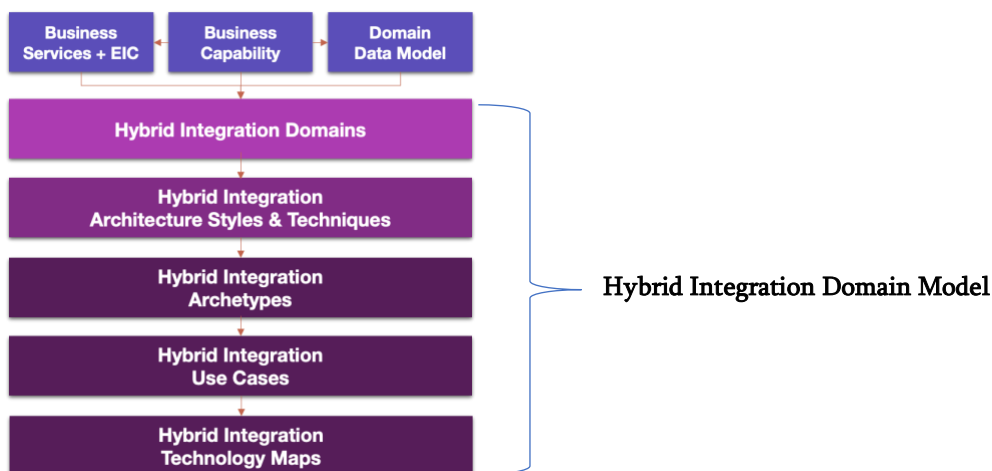 Business
Services + EIC
Business
Capability
Domain
Data Model
Hybrid Integration Domains
Hybrid Integration
Architecture Styles & Techniques
Hybrid Integration
Archetypes
Hybrid Integration
Use Cases
Hybrid Integration
Technology Maps
Hybrid Integration Domain Model